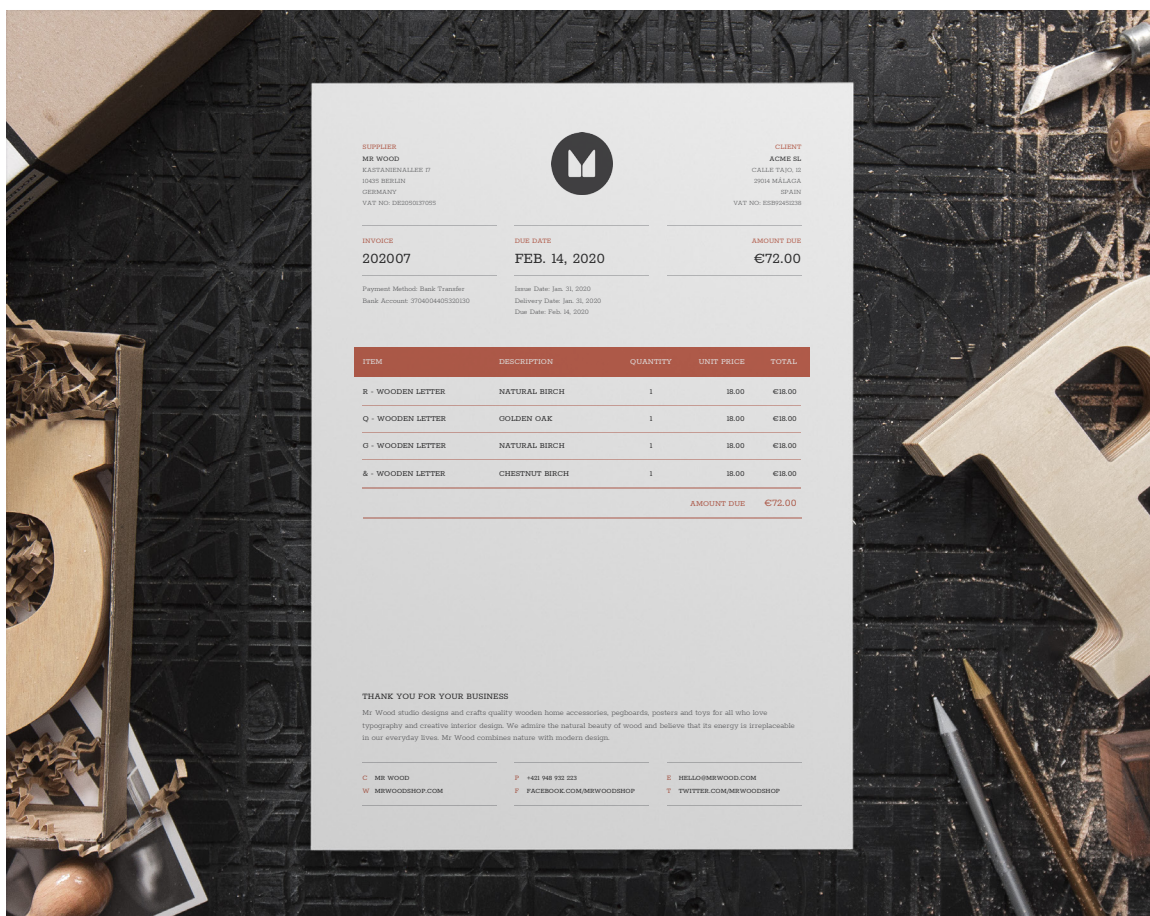 SUPPLIER
MR WOOD
KASTANIENALLEE 17
10435 BERLIN
GERMANY
VAT NO: DE2050237055
CLIENT
ACME SL
CALLE TAJO, 12
29014 MÁLAGA
SPAIN
VAT NO: ESB92451238
INVOICE
202007
DUE DATE
FEB. 14, 2020
AMOUNT DUE
€72.00
Payment Method: Bank Transfer
Bank Account: 3704004405320130
Issue Date: Jan. 31, 2020
Delivery Date: Jan. 31, 2020
Due Date: Feb. 14, 2020
ITEM DESCRIPTION QUANTITY UNIT PRICE TOTAL
R - WOODEN LETTER NATURAL BIRCH 1 18.00 €18.00
Q - WOODEN LETTER GOLDEN OAK 1 18.00 €18.00
G - WOODEN LETTER NATURAL BIRCH 1 18.00 €18.00
& - WOODEN LETTER CHESTNUT BIRCH 1 18.00 €18.00
AMOUNT DUE €72.00
THANK YOU FOR YOUR BUSINESS
Mr Wood studio designs and crafts quality wooden home accessories, pegboards, posters and toys for all who love
typography and creative interior design. We admire the natural beauty of wood and believe that its energy is irreplaceable
in our everyday lives. Mr Wood combines nature with modern design.
C MR WOOD
W MRWOODSHOP.COM
P +421 948 932 223
F FACEBOOK.COM/MRWOODSHOP
E HELLO@MRWOOD.COM
T TWITTER.COM/MRWOODSHOP